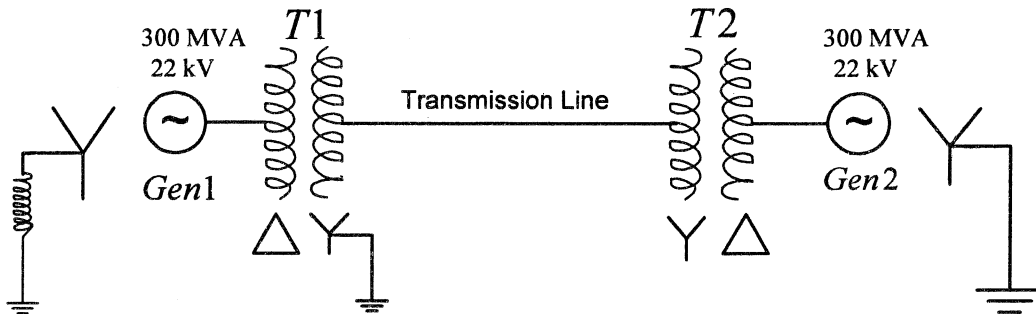 T1
T2
300 MVA
22 kV
300 MVA
22 kV
Transmission Line
~
~
Gen1
Gen2